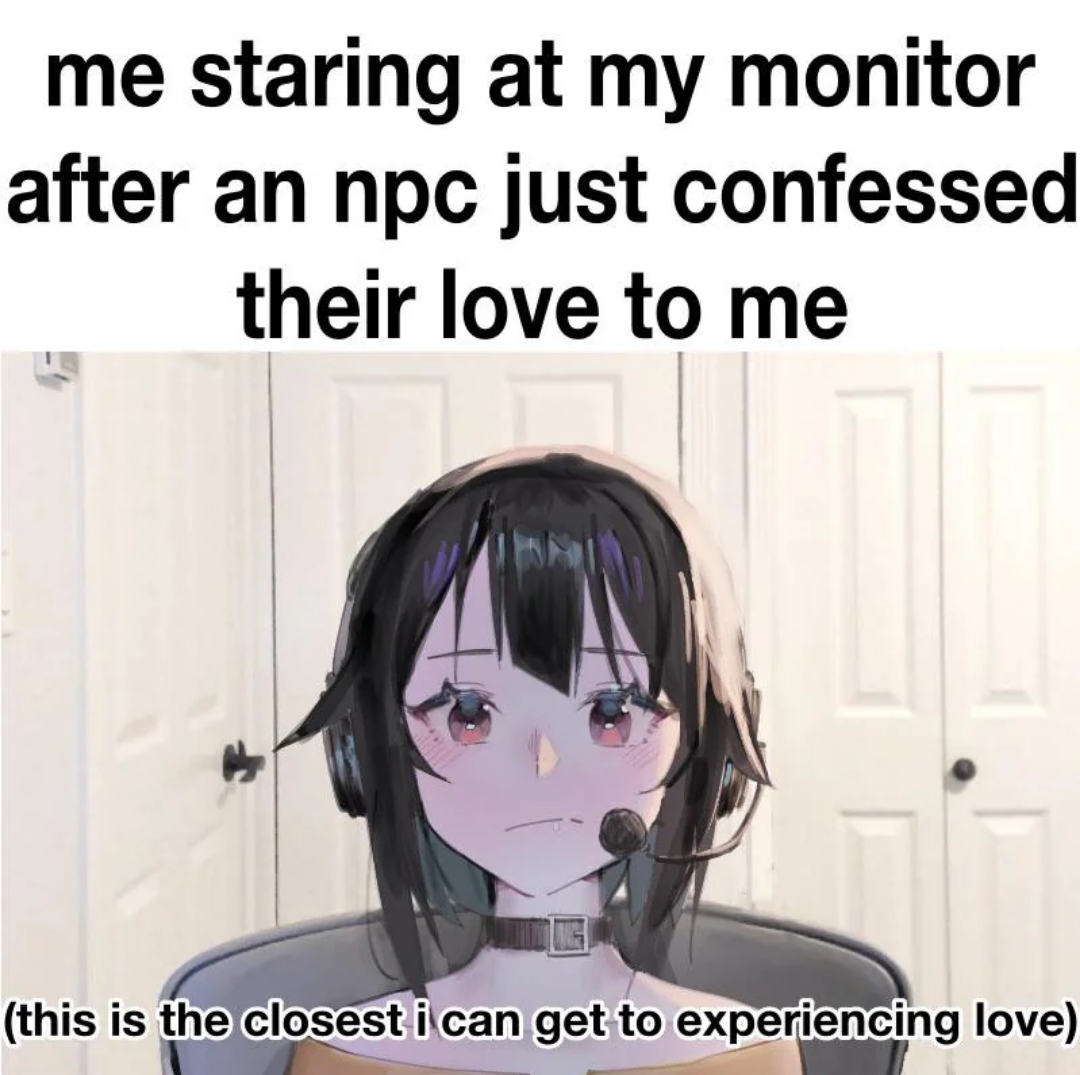 me staring at my monitor
after an npc just confessed
their love to me
(this is the closest i can get to experiencing love)